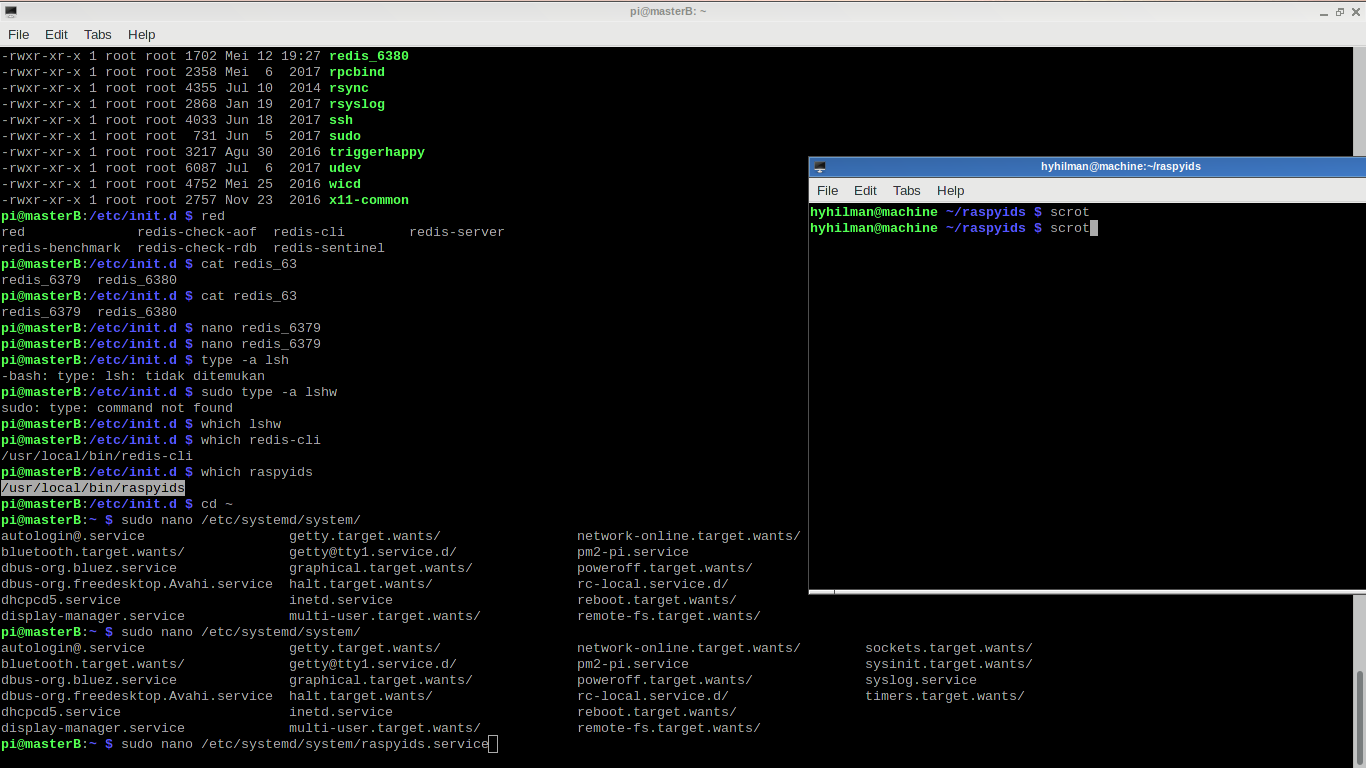 pi@masterB: ~
File Edit Tabs Help
-rwxr-xr-x 1 root root 1702 Mei 12 19:27 redis_6380
-rwxr-xr-x 1 root root 2358 Mei  6  2017 rpcbind
-rwxr-xr-x 1 root root 4355 Jul 10  2014 rsync
-rwxr-xr-x 1 root root 2868 Jan 19  2017 rsyslog
-rwxr-xr-x 1 root root 4033 Jun 18  2017 ssh
-rwxr-xr-x 1 root root  731 Jun  5  2017 sudo
-rwxr-xr-x 1 root root 3217 Agu 30  2016 triggerhappy
-rwxr-xr-x 1 root root 6087 Jul  6  2017 udev
-rwxr-xr-x 1 root root 4752 Mei 25  2016 wicd
-rwxr-xr-x 1 root root 2757 Nov 23  2016 x11-common
pi@masterB:/etc/init.d $ red
red              redis-check-aof  redis-cli        redis-server
redis-benchmark  redis-check-rdb  redis-sentinel
pi@masterB:/etc/init.d $ cat redis_63
redis_6379  redis_6380
pi@masterB:/etc/init.d $ cat redis_63
redis_6379  redis_6380
pi@masterB:/etc/init.d $ nano redis_6379
pi@masterB:/etc/init.d $ nano redis_6379
pi@masterB:/etc/init.d $ type -a lsh
-bash: type: lsh: tidak ditemukan
pi@masterB:/etc/init.d $ sudo type -a lshw
sudo: type: command not found
pi@masterB:/etc/init.d $ which lshw
pi@masterB:/etc/init.d $ which redis-cli
/usr/local/bin/redis-cli
pi@masterB:/etc/init.d $ which raspyids
/usr/local/bin/raspyids
pi@masterB:/etc/init.d $ cd ~
pi@masterB:~ $ sudo nano /etc/systemd/system/
autologin@.service                  getty.target.wants/                 network-online.target.wants/
bluetooth.target.wants/             getty@tty1.service.d/               pm2-pi.service
dbus-org.bluez.service              graphical.target.wants/             poweroff.target.wants/
dbus-org.freedesktop.Avahi.service  halt.target.wants/                  rc-local.service.d/
dhcpcd5.service                     inetd.service                       reboot.target.wants/
display-manager.service             multi-user.target.wants/            remote-fs.target.wants/
pi@masterB:~ $ sudo nano /etc/systemd/system/
autologin@.service                  getty.target.wants/                 network-online.target.wants/        sockets.target.wants/
bluetooth.target.wants/             getty@tty1.service.d/               pm2-pi.service                      sysinit.target.wants/
dbus-org.bluez.service              graphical.target.wants/             poweroff.target.wants/              syslog.service
dbus-org.freedesktop.Avahi.service  halt.target.wants/                  rc-local.service.d/                 timers.target.wants/
dhcpcd5.service                     inetd.service                       reboot.target.wants/
display-manager.service             multi-user.target.wants/            remote-fs.target.wants/
pi@masterB:~ $ sudo nano /etc/systemd/system/raspyids.service
hyhilman@machine:~/raspyids
File Edit Tabs Help
hyhilman@machine ~/raspyids $ scrot
hyhilman@machine ~/raspyids $ scrot